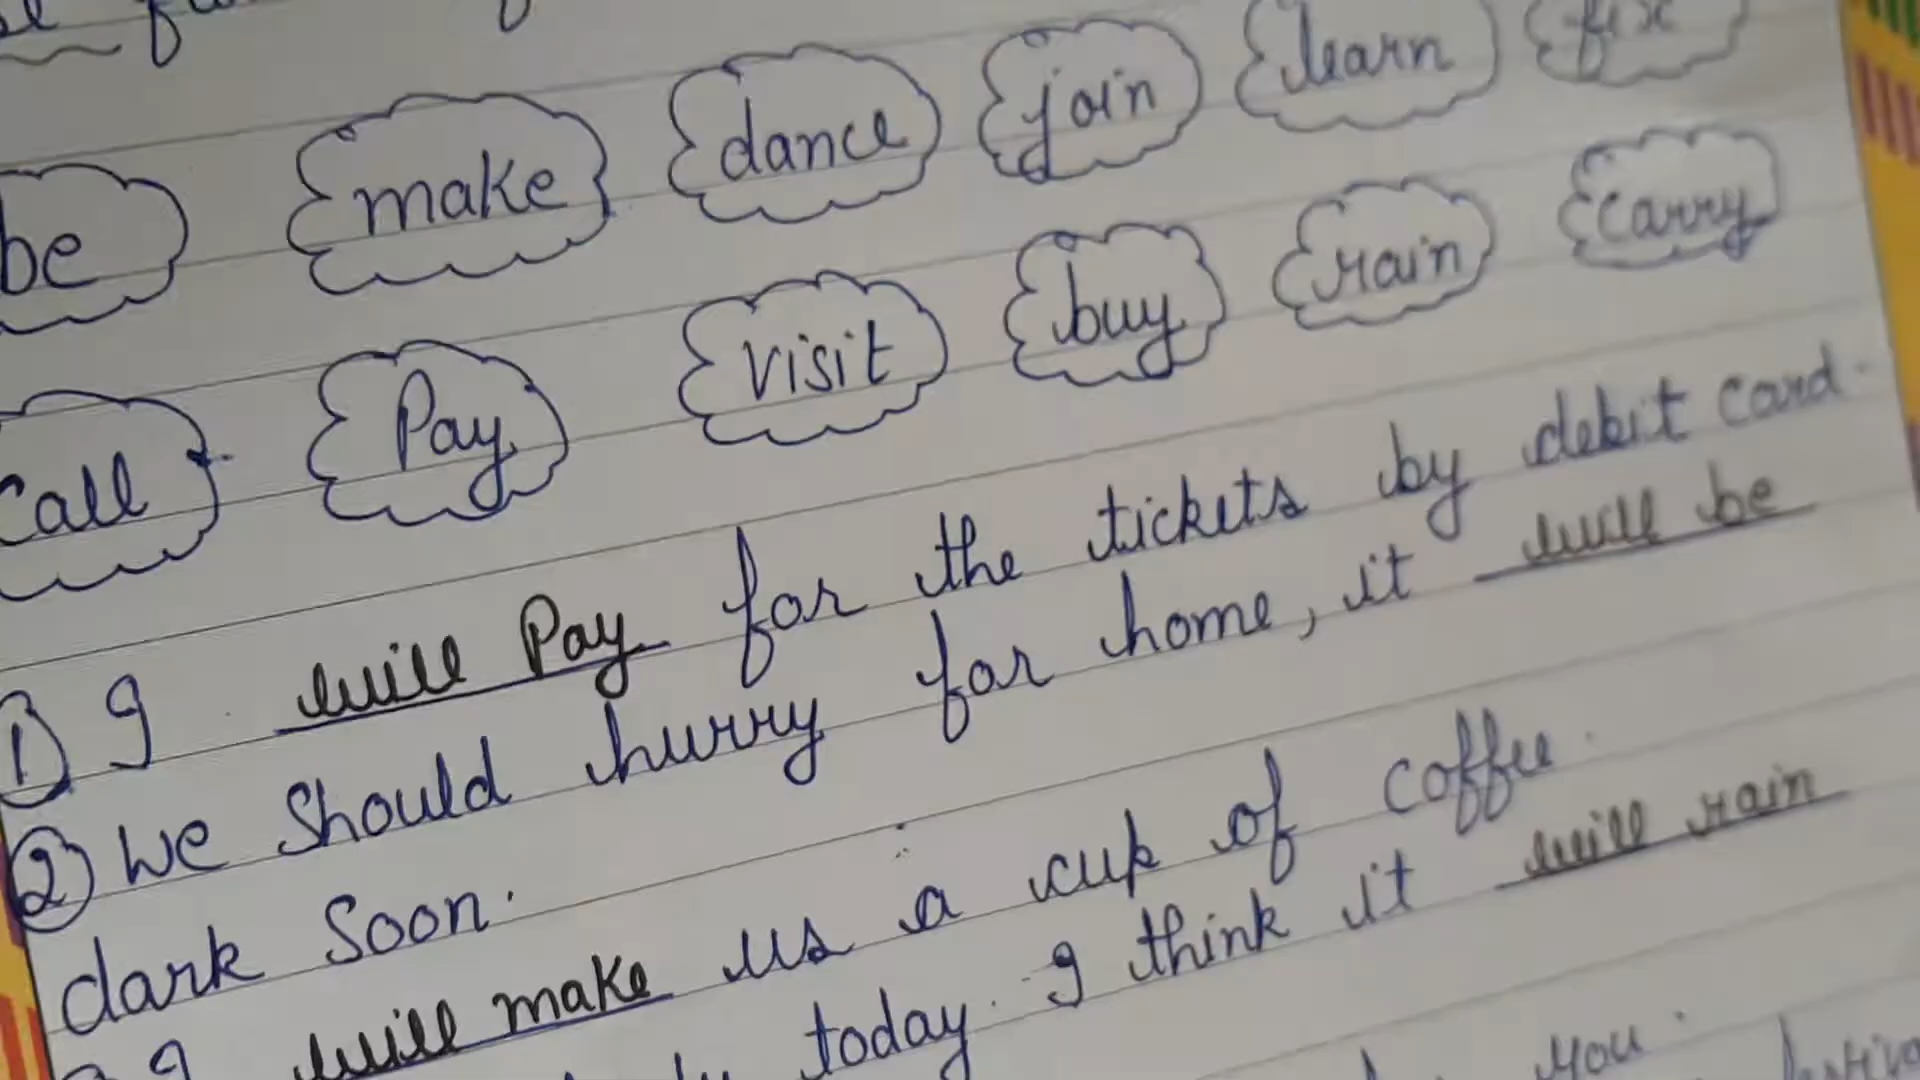 be make dance join learn fix
call Pay visit buy rain carry
1) I will Pay for the tickets by debit card.
2) We should hurry for home, it will be
dark soon.
I will make us a cup of coffee.
today. I think it will rain
you.